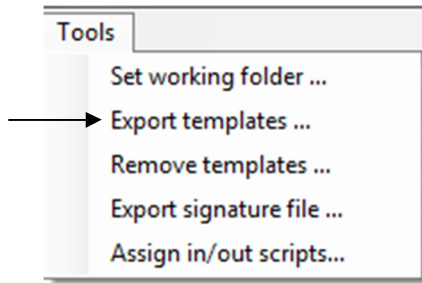 Tools
Set working folder ...
Export templates ...
Remove templates ...
Export signature file ...
Assign in/out scripts...